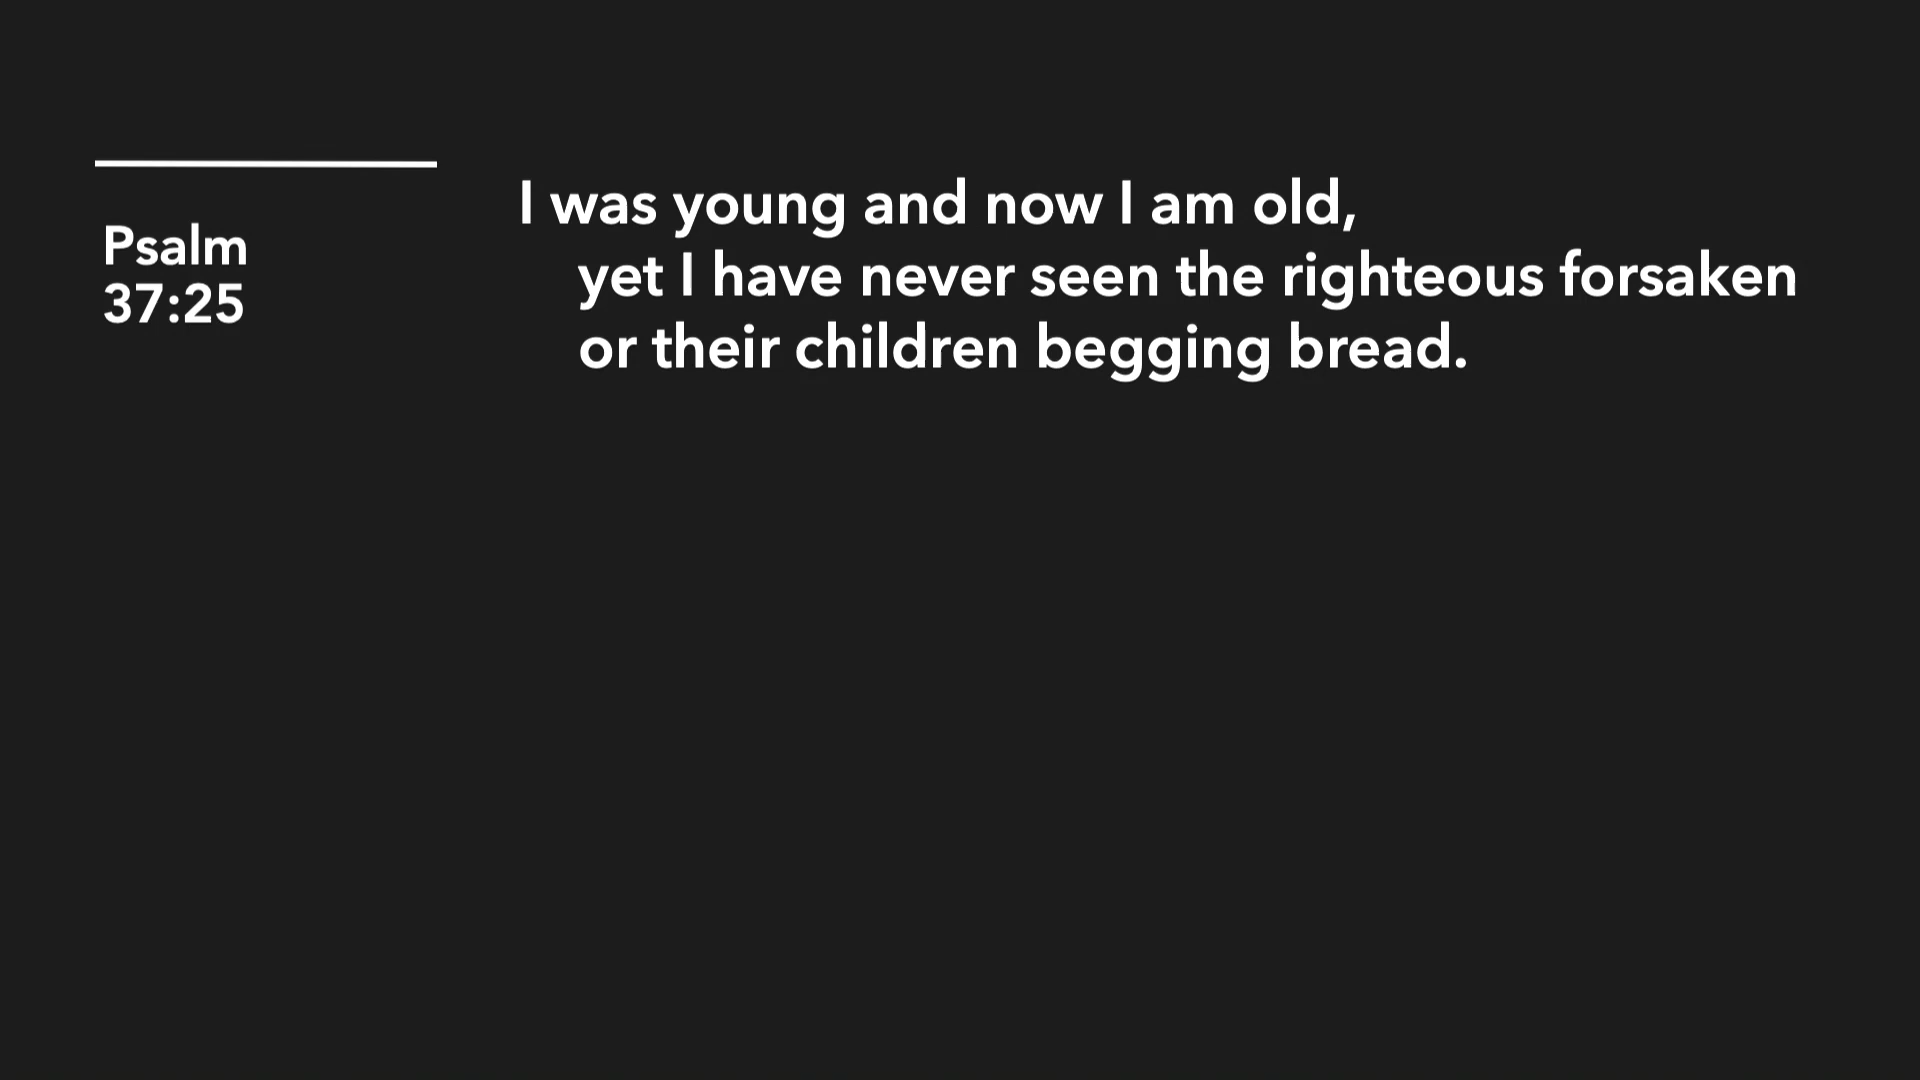 Psalm
37:25
I was young and now I am old,
yet I have never seen the righteous forsaken
or their children begging bread.